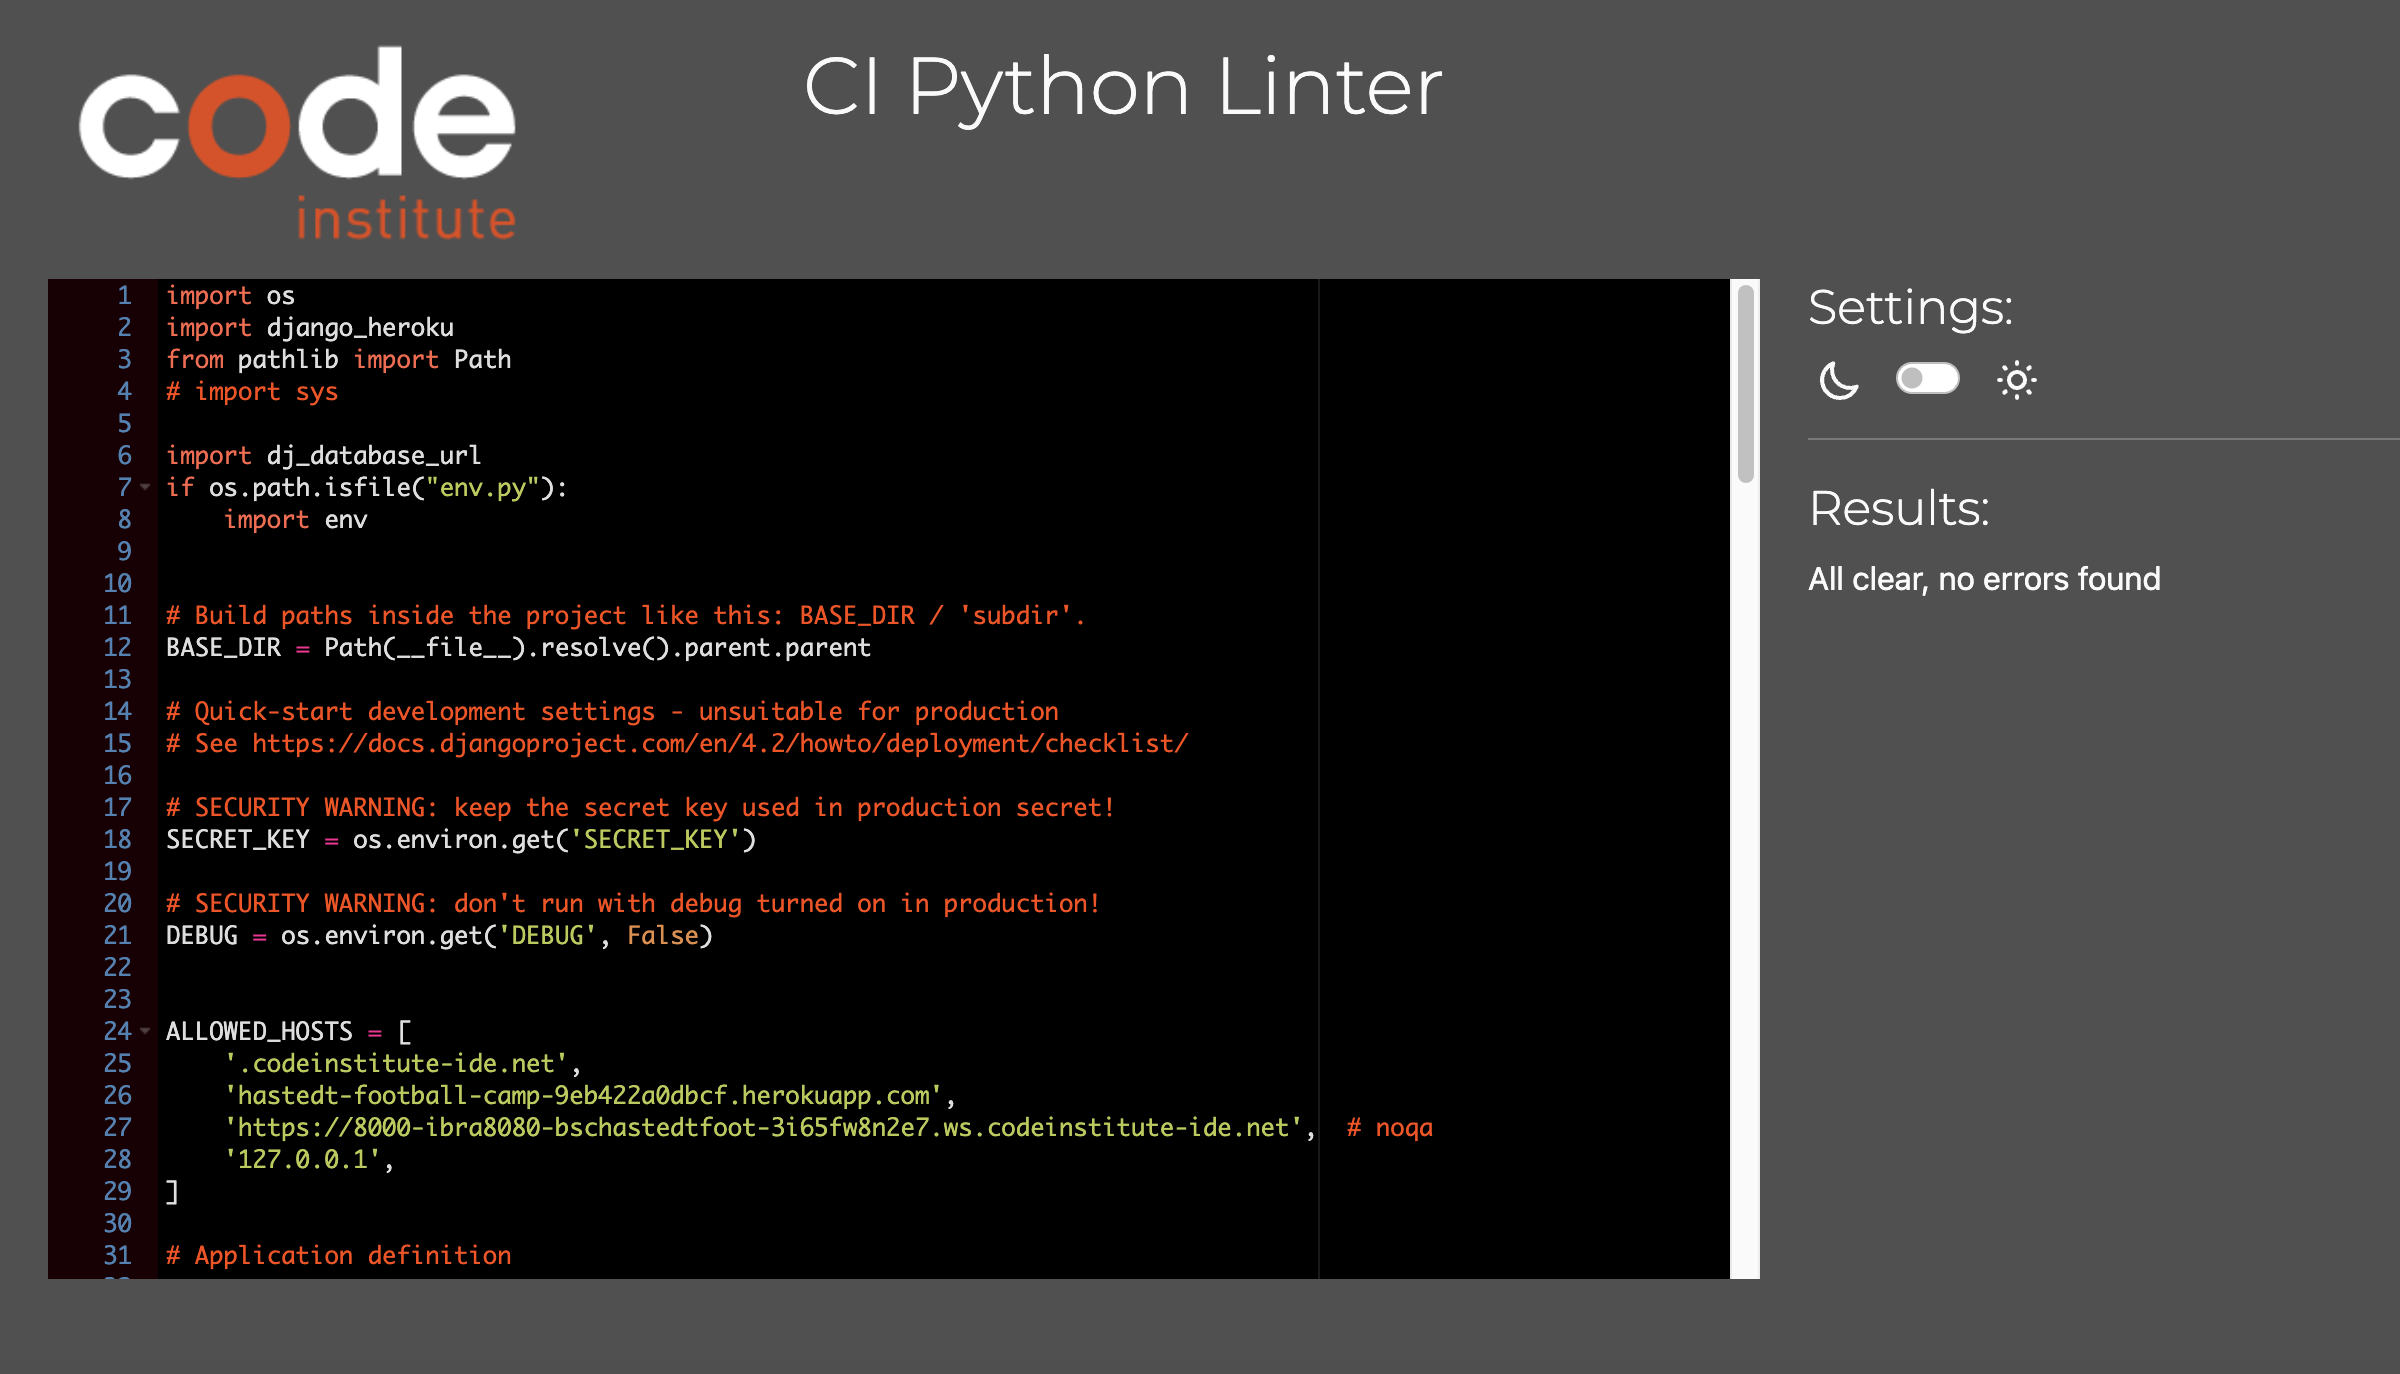 code
institute
CI Python Linter
1 import os
2 import django_heroku
3 from pathlib import Path
4 # import sys
5
6 import dj_database_url
7 if os.path.isfile("env.py"):
8     import env
9
10
11 # Build paths inside the project like this: BASE_DIR / 'subdir'.
12 BASE_DIR = Path(__file__).resolve().parent.parent
13
14 # Quick-start development settings - unsuitable for production
15 # See https://docs.djangoproject.com/en/4.2/howto/deployment/checklist/
16
17 # SECURITY WARNING: keep the secret key used in production secret!
18 SECRET_KEY = os.environ.get('SECRET_KEY')
19
20 # SECURITY WARNING: don't run with debug turned on in production!
21 DEBUG = os.environ.get('DEBUG', False)
22
23
24 ALLOWED_HOSTS = [
25     '.codeinstitute-ide.net',
26     'hastedt-football-camp-9eb422a0dbcf.herokuapp.com',
27     'https://8000-ibra8080-bschastedtfoot-3i65fw8n2e7.ws.codeinstitute-ide.net',  # noqa
28     '127.0.0.1',
29 ]
30
31 # Application definition
Settings:
Results:
All clear, no errors found